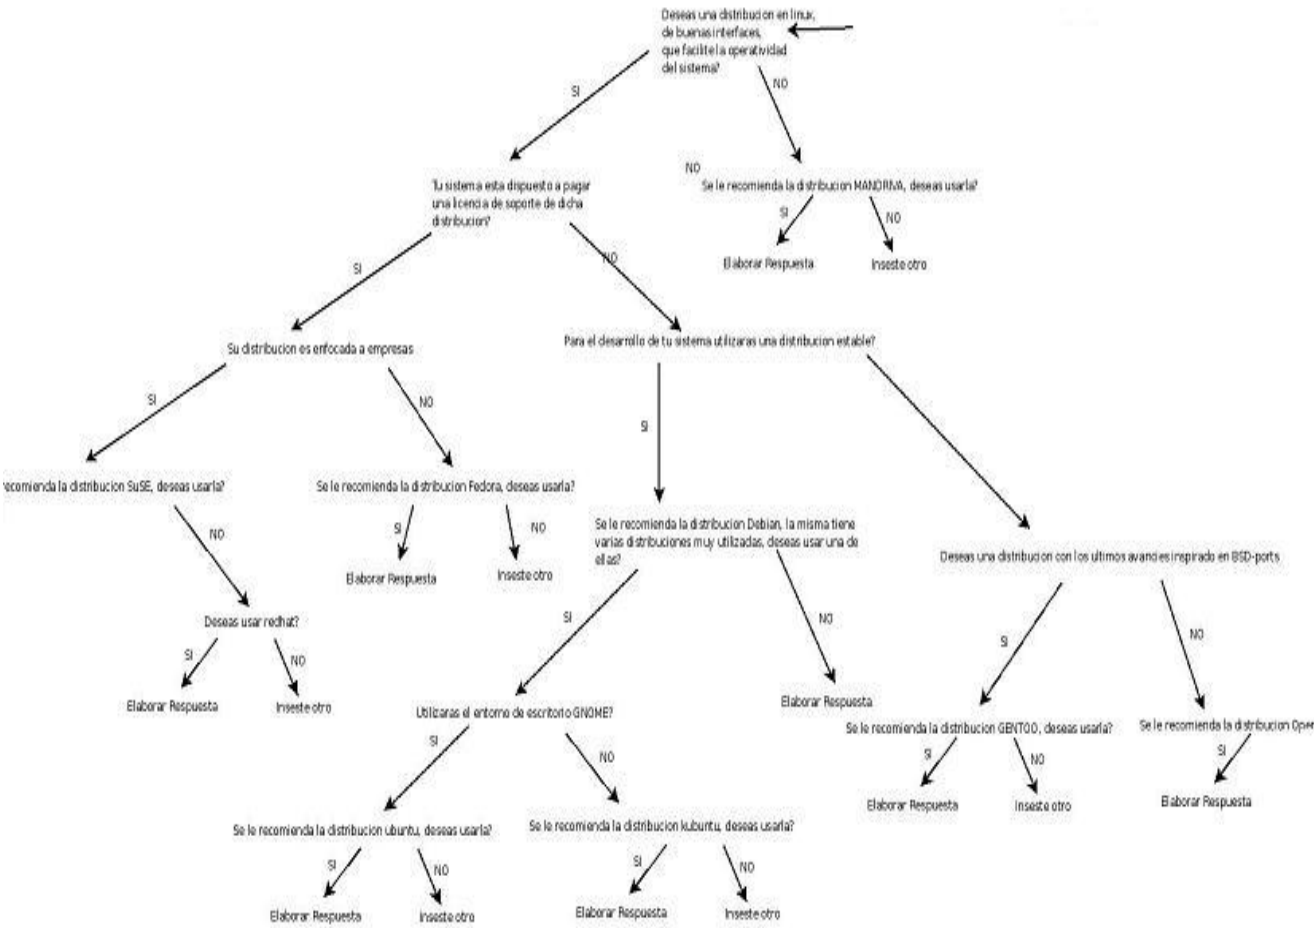 Deseas una distribucion en linux,
de buenas interfaces,
que facilite la operatividad
del sistema?
SI
NO
Tu sistema esta dispuesto a pagar
una licencia de soporte de dicha
distribucion?
NO
Se le recomienda la distribucion MANDRIVA, deseas usarla?
SI
NO
Elaborar Respuesta
Inseste otro
SI
NO
Su distribucion es enfocada a empresas
Para el desarrollo de tu sistema utilizaras una distribucion estable?
SI
NO
SI
recomienda la distribucion SuSE, deseas usarla?
Se le recomienda la distribucion Fedora, deseas usarla?
NO
SI
NO
Elaborar Respuesta
Inseste otro
Se le recomienda la distribucion Debian, la misma tiene
varias distribuciones muy utilizadas, deseas usar una de
ellas?
Deseas una distribucion con los ultimos avancies inspirado en BSD-ports
Deseas usar redhat?
SI
NO
Elaborar Respuesta
Inseste otro
SI
NO
SI
NO
Utilizaras el entorno de escritorio GNOME?
Elaborar Respuesta
Se le recomienda la distribucion GENTOO, deseas usarla?
Se le recomienda la distribucion Oper
SI
NO
SI
NO
SI
Elaborar Respuesta
Inseste otro
Elaborar Respuesta
Se le recomienda la distribucion ubuntu, deseas usarla?
Se le recomienda la distribucion kubuntu, deseas usarla?
SI
NO
SI
NO
Elaborar Respuesta
Inseste otro
Elaborar Respuesta
Inseste otro